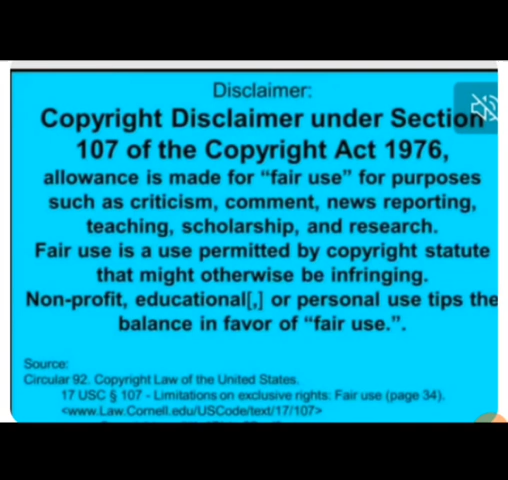 Disclaimer:
Copyright Disclaimer under Section
107 of the Copyright Act 1976,
allowance is made for “fair use” for purposes
such as criticism, comment, news reporting,
teaching, scholarship, and research.
Fair use is a use permitted by copyright statute
that might otherwise be infringing.
Non-profit, educational[,] or personal use tips the
balance in favor of “fair use.”.
Source:
Circular 92. Copyright Law of the United States.
17 USC § 107 - Limitations on exclusive rights: Fair use (page 34).
<www.Law.Cornell.edu/USCode/text/17/107>